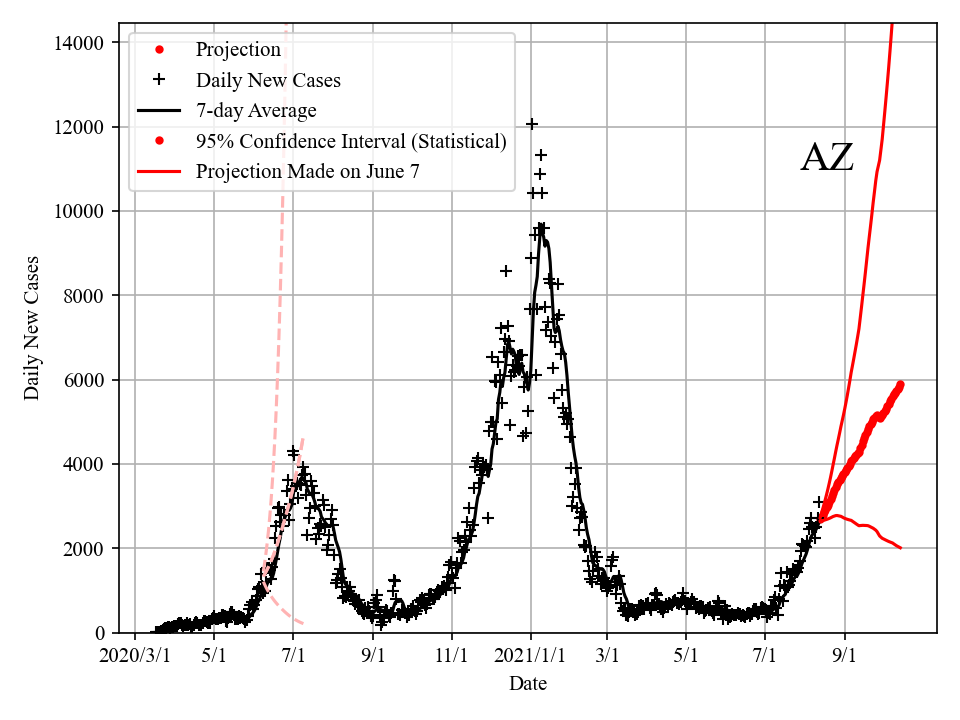 14000
12000
10000
8000
6000
4000
2000
0
Daily New Cases
Projection
Daily New Cases
7-day Average
95% Confidence Interval (Statistical)
Projection Made on June 7
AZ
2020/3/1 5/1 7/1 9/1 11/1 2021/1/1 3/1 5/1 7/1 9/1
Date